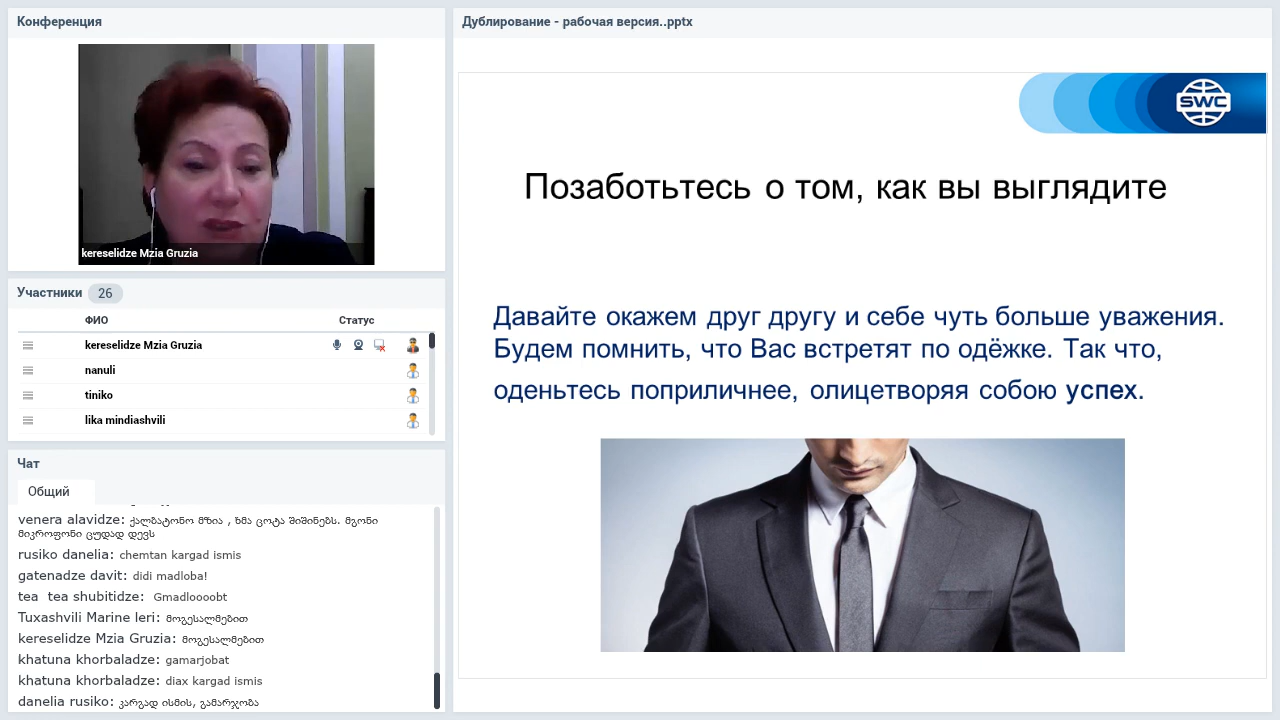 Конференция
kereselidze Mzia Gruzia
Участники 26
ФИО Статус
kereselidze Mzia Gruzia
nanuli
tiniko
lika mindiashvili
Чат
Общий
venera alavidze: ქალბატონო მზია , ხმა ცოტა შიშინებს. მგონი
მიკროფონი ცუდად დევს
rusiko danelia: chemtan kargad ismis
gatenadze davit: didi madloba!
tea tea shubitidze: Gmadloooobt
Tuxashvili Marine leri: მოგესალმებით
kereselidze Mzia Gruzia: მოგესალმებით
khatuna khorbaladze: gamarjobat
khatuna khorbaladze: diax kargad ismis
danelia rusiko: კარგად ისმის, გამარჯობა
Дублирование - рабочая версия..pptx
SWC
Позаботьтесь о том, как вы выглядите
Давайте окажем друг другу и себе чуть больше уважения.
Будем помнить, что Вас встретят по одёжке. Так что,
оденьтесь поприличнее, олицетворяя собою успех.